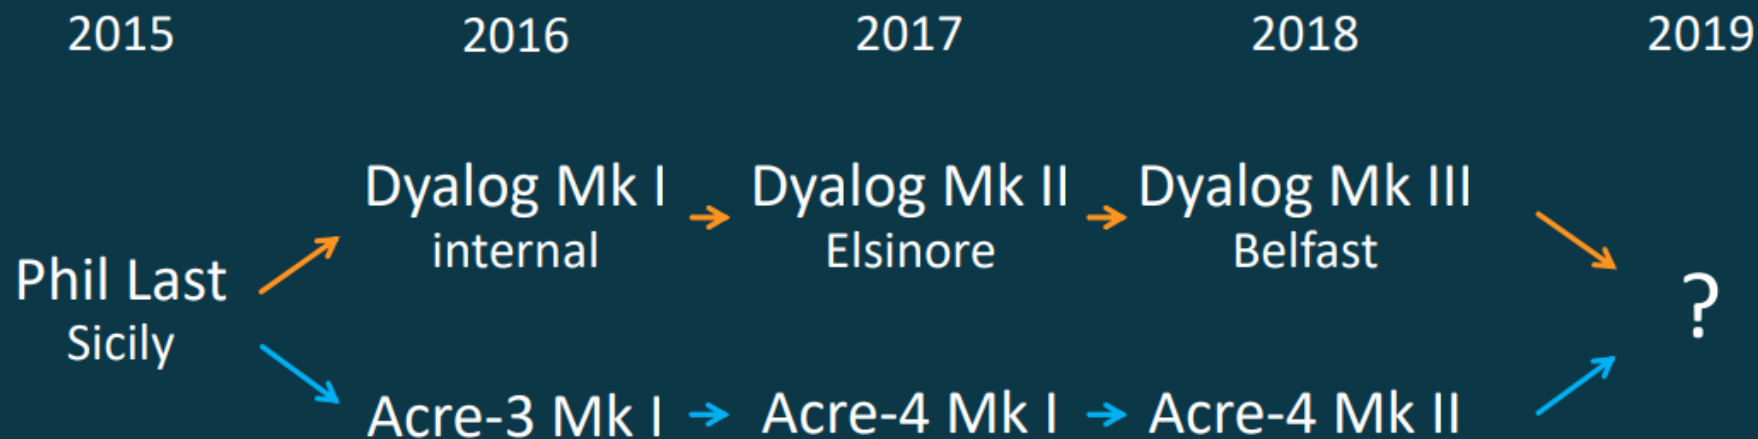 2015 2016 2017 2018 2019
Dyalog Mk I → Dyalog Mk II → Dyalog Mk III
internal Elsinore Belfast
Phil Last
Sicily
?
Acre-3 Mk I → Acre-4 Mk I → Acre-4 Mk II